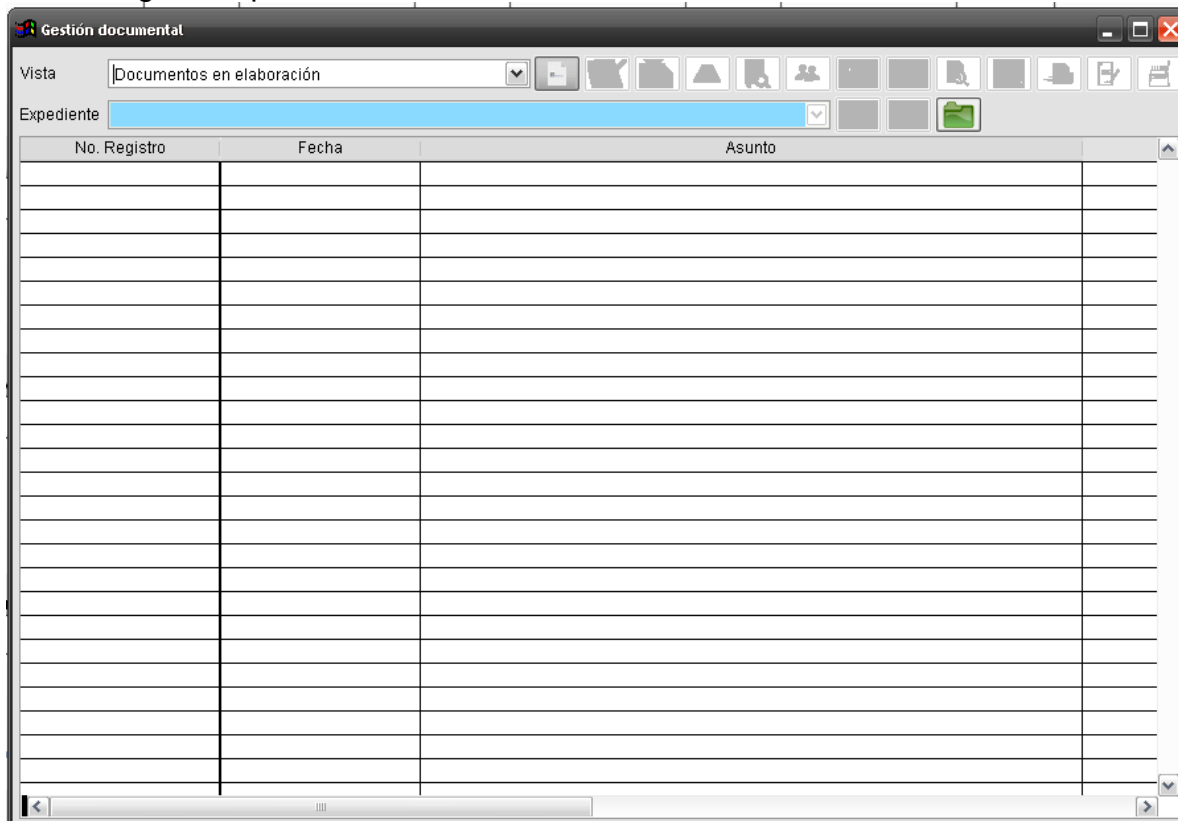 Gestión documental
Vista Documentos en elaboración
Expediente
No. Registro Fecha Asunto